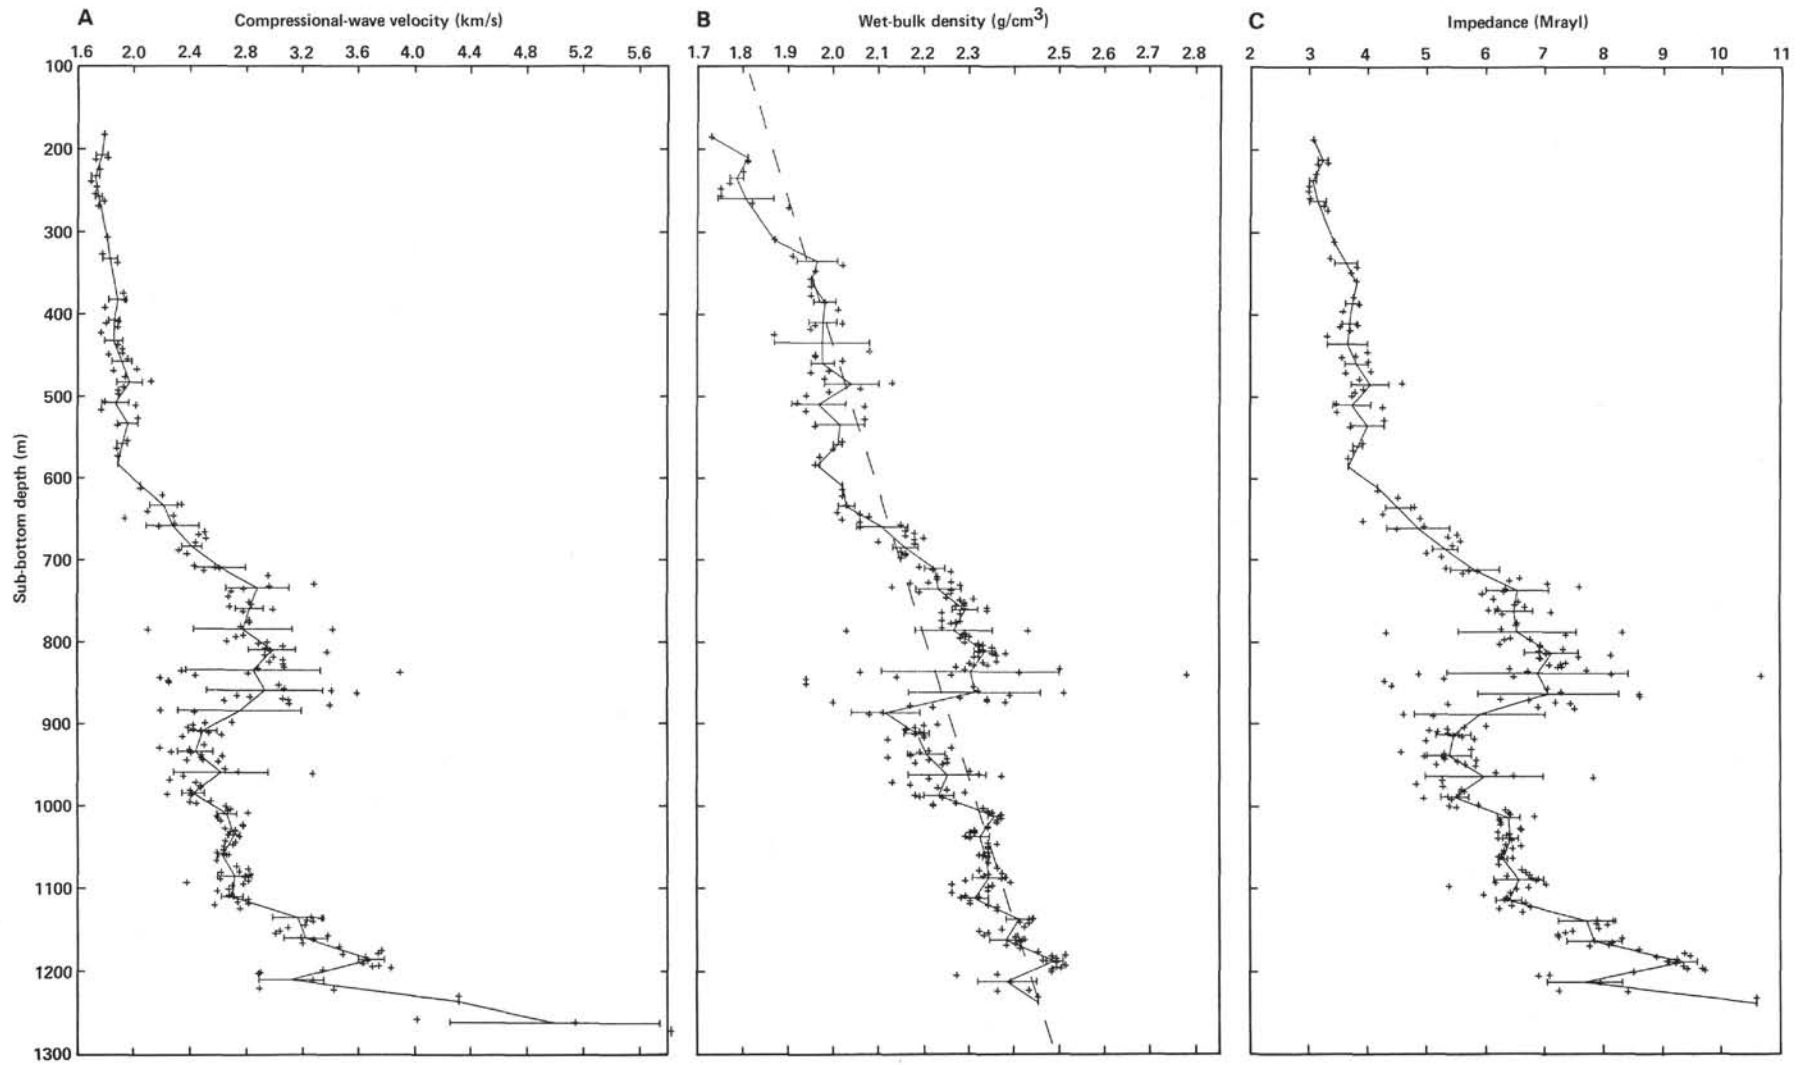 A Compressional-wave velocity (km/s)
1.6 2.0 2.4 2.8 3.2 3.6 4.0 4.4 4.8 5.2 5.6
B Wet-bulk density (g/cm3)
1.7 1.8 1.9 2.0 2.1 2.2 2.3 2.5 2.6 2.7 2.8
C Impedance (Mrayl)
2 3 4 5 6 7 8 9 10 11
Sub-bottom depth (m)
100
200
300
400
500
600
700
800
900
1000
1100
1200
1300